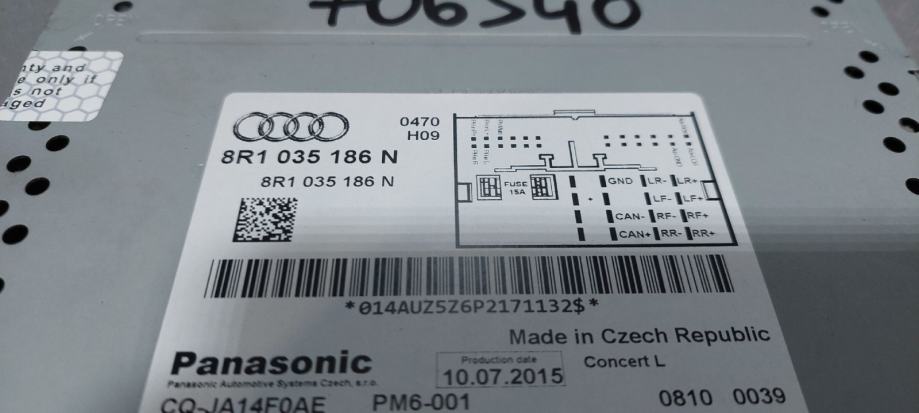 706340
nty and
e only if
s not
aged
0470
H09
8R1 035 186 N
8R1 035 186 N
FUSE
15A
GND LR- LR+
+ LF- LF+
CAN- RF- RF+
CAN+ RR- RR+
*014AUZ5Z6P2171132$*
Made in Czech Republic
Panasonic
Panasonic Automotive Systems Czech, s.r.o.
Production date
10.07.2015
Concert L
CQ-JA14F0AE PM6-001
0810 0039